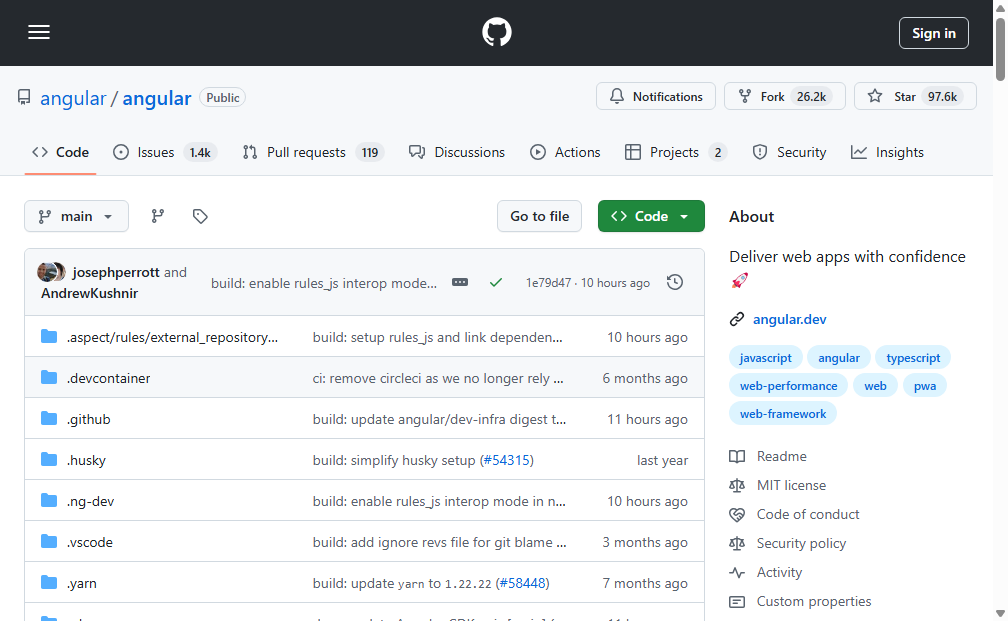 Sign in
angular / angular Public
Notifications Fork 26.2k Star 97.6k
Code Issues 1.4k Pull requests 119 Discussions Actions Projects 2 Security Insights
main Go to file Code
josephperrott and AndrewKushnir build: enable rules_js interop mode... 1e79d47 · 10 hours ago
.aspect/rules/external_repository... build: setup rules_js and link dependen... 10 hours ago
.devcontainer ci: remove circleci as we no longer rely ... 6 months ago
.github build: update angular/dev-infra digest t... 11 hours ago
.husky build: simplify husky setup (#54315) last year
.ng-dev build: enable rules_js interop mode in n... 10 hours ago
.vscode build: add ignore revs file for git blame ... 3 months ago
.yarn build: update yarn to 1.22.22 (#58448) 7 months ago
About
Deliver web apps with confidence 🚀
angular.dev
javascript angular typescript
web-performance web pwa
web-framework
Readme
MIT license
Code of conduct
Security policy
Activity
Custom properties